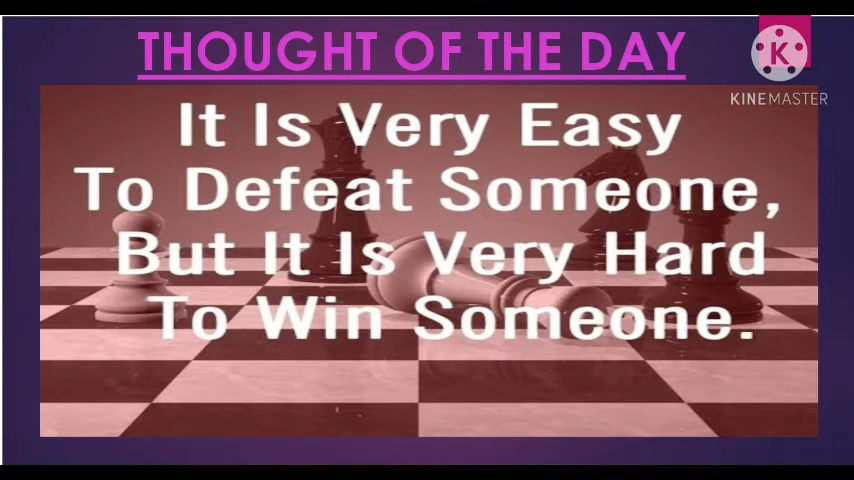 THOUGHT OF THE DAY
K
KINEMASTER
It Is Very Easy
To Defeat Someone,
But It Is Very Hard
To Win Someone.